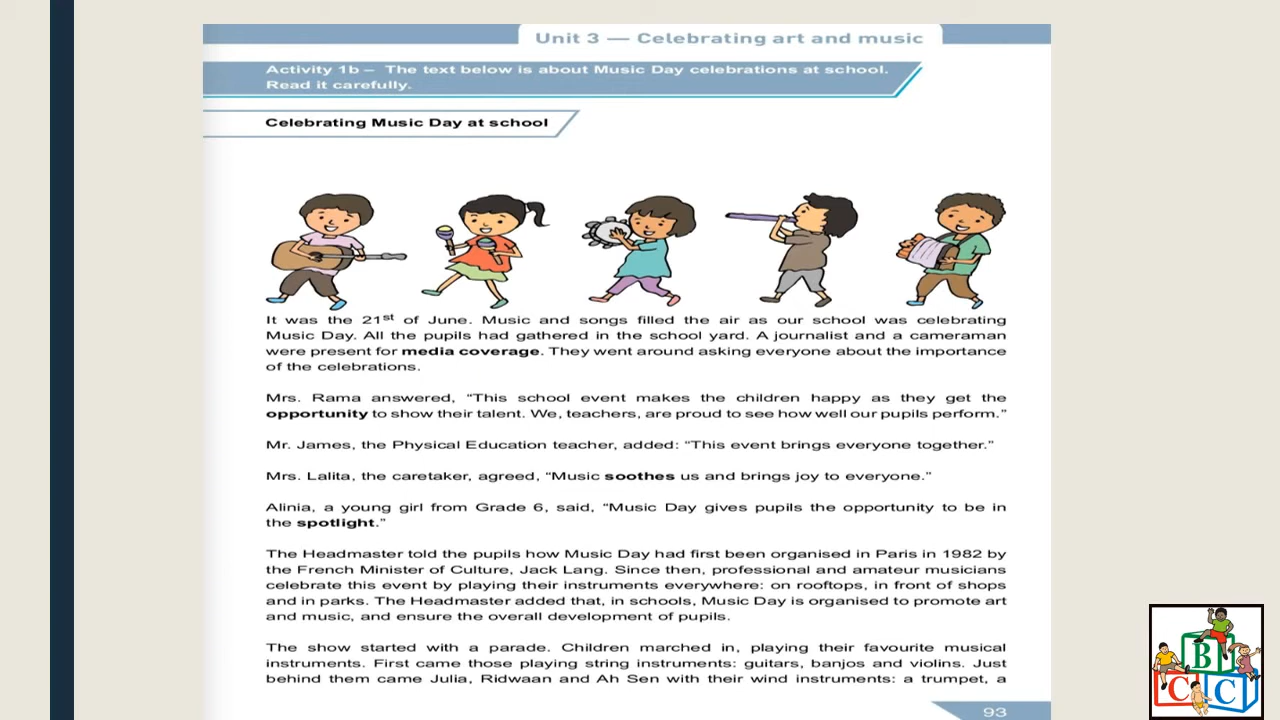 Unit 3 — Celebrating art and music
Activity 1b – The text below is about Music Day celebrations at school.
Read it carefully.
Celebrating Music Day at school
It was the 21st of June. Music and songs filled the air as our school was celebrating
Music Day. All the pupils had gathered in the school yard. A journalist and a cameraman
were present for media coverage. They went around asking everyone about the importance
of the celebrations.
Mrs. Rama answered, “This school event makes the children happy as they get the
opportunity to show their talent. We, teachers, are proud to see how well our pupils perform.”
Mr. James, the Physical Education teacher, added: “This event brings everyone together.”
Mrs. Lalita, the caretaker, agreed, “Music soothes us and brings joy to everyone.”
Alinia, a young girl from Grade 6, said, “Music Day gives pupils the opportunity to be in
the spotlight.”
The Headmaster told the pupils how Music Day had first been organised in Paris in 1982 by
the French Minister of Culture, Jack Lang. Since then, professional and amateur musicians
celebrate this event by playing their instruments everywhere: on rooftops, in front of shops
and in parks. The Headmaster added that, in schools, Music Day is organised to promote art
and music, and ensure the overall development of pupils.
The show started with a parade. Children marched in, playing their favourite musical
instruments. First came those playing string instruments: guitars, banjos and violins. Just
behind them came Julia, Ridwaan and Ah Sen with their wind instruments: a trumpet, a
93
B
C C